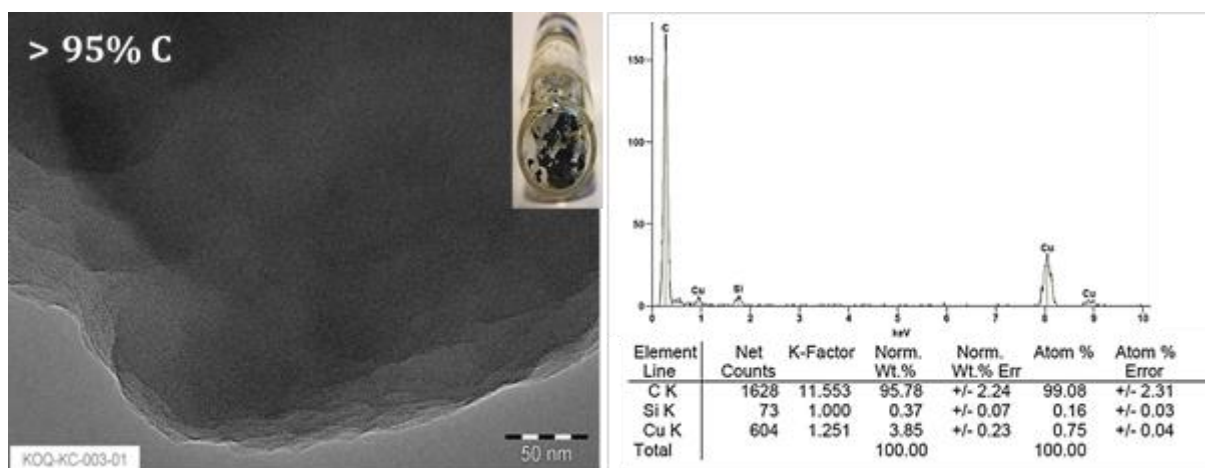 > 95% C
50 nm
KOQ-KC-003-01
C
150
100
50
0
Cu
Si
Cu
Cu
0 1 2 3 4 5 6 7 8 9 10
keV
Element Line Net Counts K-Factor Norm. Wt.% Norm. Wt.% Err Atom % Atom % Error
C K 1628 11.553 95.78 +/- 2.24 99.08 +/- 2.31
Si K 73 1.000 0.37 +/- 0.07 0.16 +/- 0.03
Cu K 604 1.251 3.85 +/- 0.23 0.75 +/- 0.04
Total 100.00 100.00